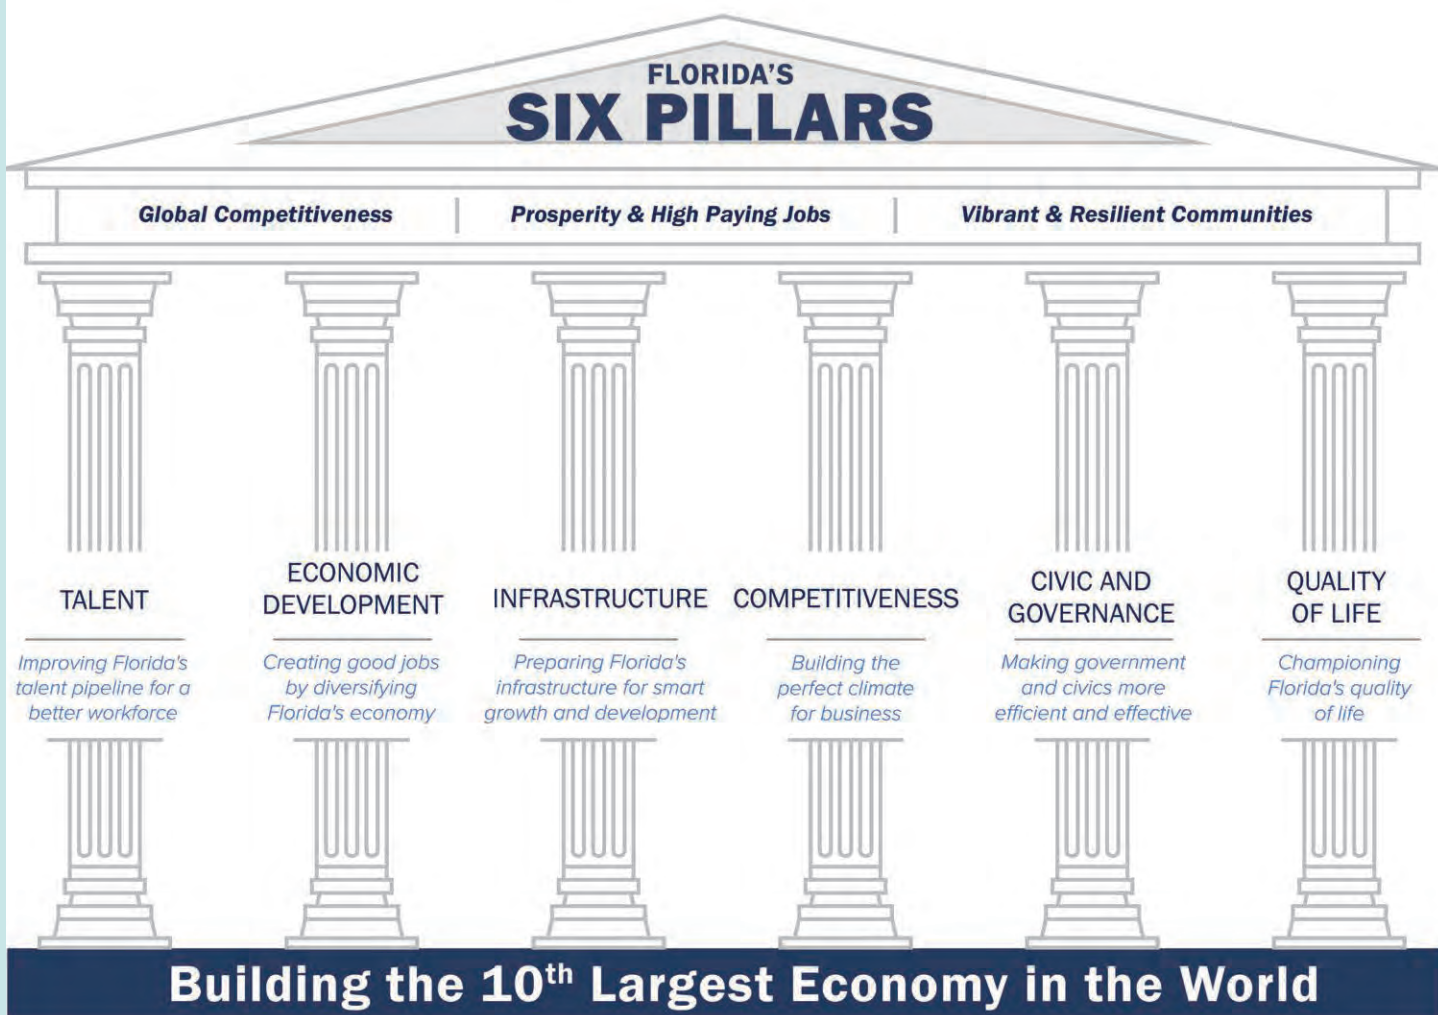 FLORIDA'S
SIX PILLARS
Global Competitiveness
Prosperity & High Paying Jobs
Vibrant & Resilient Communities
TALENT
Improving Florida's
talent pipeline for a
better workforce
ECONOMIC
DEVELOPMENT
Creating good jobs
by diversifying
Florida's economy
INFRASTRUCTURE
Preparing Florida's
infrastructure for smart
growth and development
COMPETITIVENESS
Building the
perfect climate
for business
CIVIC AND
GOVERNANCE
Making government
and civics more
efficient and effective
QUALITY
OF LIFE
Championing
Florida's quality
of life
Building the 10th Largest Economy in the World